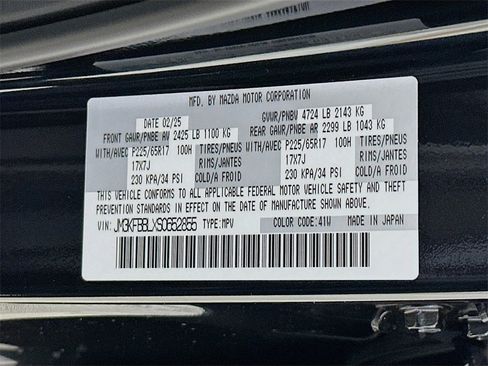 MFD. BY MAZDA MOTOR CORPORATION
DATE 02/25 GVWR/PNBV 4724 LB 2143 KG
FRONT GAWR/PNBE AV 2425 LB 1100 KG REAR GAWR/PNBE AR 2299 LB 1043 KG
WITH/AVEC P225/65R17 100H TIRES/PNEUS WITH/AVEC P225/65R17 100H TIRES/PNEUS
17X7J RIMS/JANTES 17X7J RIMS/JANTES
230 KPA/34 PSI COLD/A FROID 230 KPA/34 PSI COLD/A FROID
THIS VEHICLE CONFORMS TO ALL APPLICABLE FEDERAL MOTOR VEHICLE SAFETY AND THEFT
PREVENTION STANDARDS IN EFFECT ON THE DATE OF MANUFACTURE SHOWN ABOVE.
VIN: JM3KFBBLXS0652855 TYPE:MPV COLOR CODE:41W MADE IN JAPAN